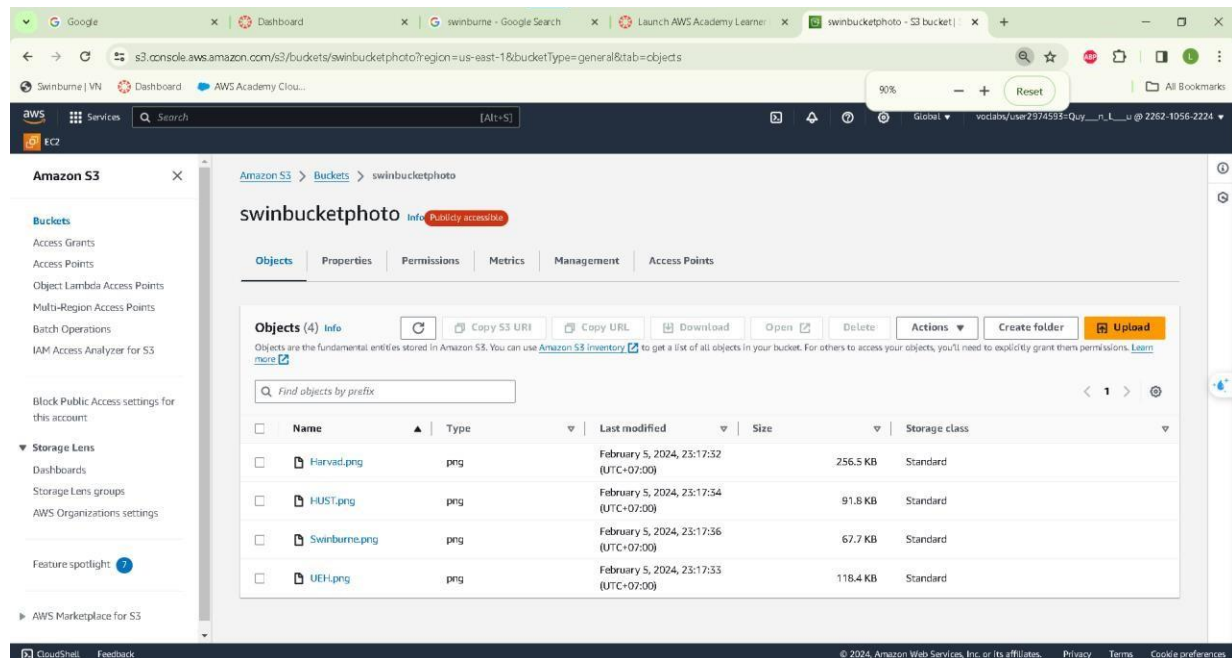 Google
Dashboard
swinburne - Google Search
Launch AWS Academy Learner
swinbucketphoto - S3 bucket |
s3.console.aws.amazon.com/s3/buckets/swinbucketphoto?region=us-east-1&bucketType=general&tab=objects
Swinburne | VN
Dashboard
AWS Academy Clou...
90%
Reset
All Bookmarks
aws
Services
Search
[Alt+S]
Global
voclabs/user2974593=Quy___n_L___u @ 2262-1056-2224
EC2
Amazon S3
Buckets
Access Grants
Access Points
Object Lambda Access Points
Multi-Region Access Points
Batch Operations
IAM Access Analyzer for S3
Block Public Access settings for
this account
Storage Lens
Dashboards
Storage Lens groups
AWS Organizations settings
Feature spotlight 7
AWS Marketplace for S3
Amazon S3 > Buckets > swinbucketphoto
swinbucketphoto Info Publicly accessible
Objects Properties Permissions Metrics Management Access Points
Objects (4) Info
Copy S3 URI Copy URL Download Open Delete Actions Create folder Upload
Objects are the fundamental entities stored in Amazon S3. You can use Amazon S3 inventory to get a list of all objects in your bucket. For others to access your objects, you'll need to explicitly grant them permissions. Learn
more
Find objects by prefix
1
Name Type Last modified Size Storage class
Harvad.png png February 5, 2024, 23:17:32 256.5 KB Standard
(UTC+07:00)
HUST.png png February 5, 2024, 23:17:34 91.8 KB Standard
(UTC+07:00)
Swinburne.png png February 5, 2024, 23:17:36 67.7 KB Standard
(UTC+07:00)
UEH.png png February 5, 2024, 23:17:33 118.4 KB Standard
(UTC+07:00)
CloudShell Feedback © 2024, Amazon Web Services, Inc. or its affiliates. Privacy Terms Cookie preferences